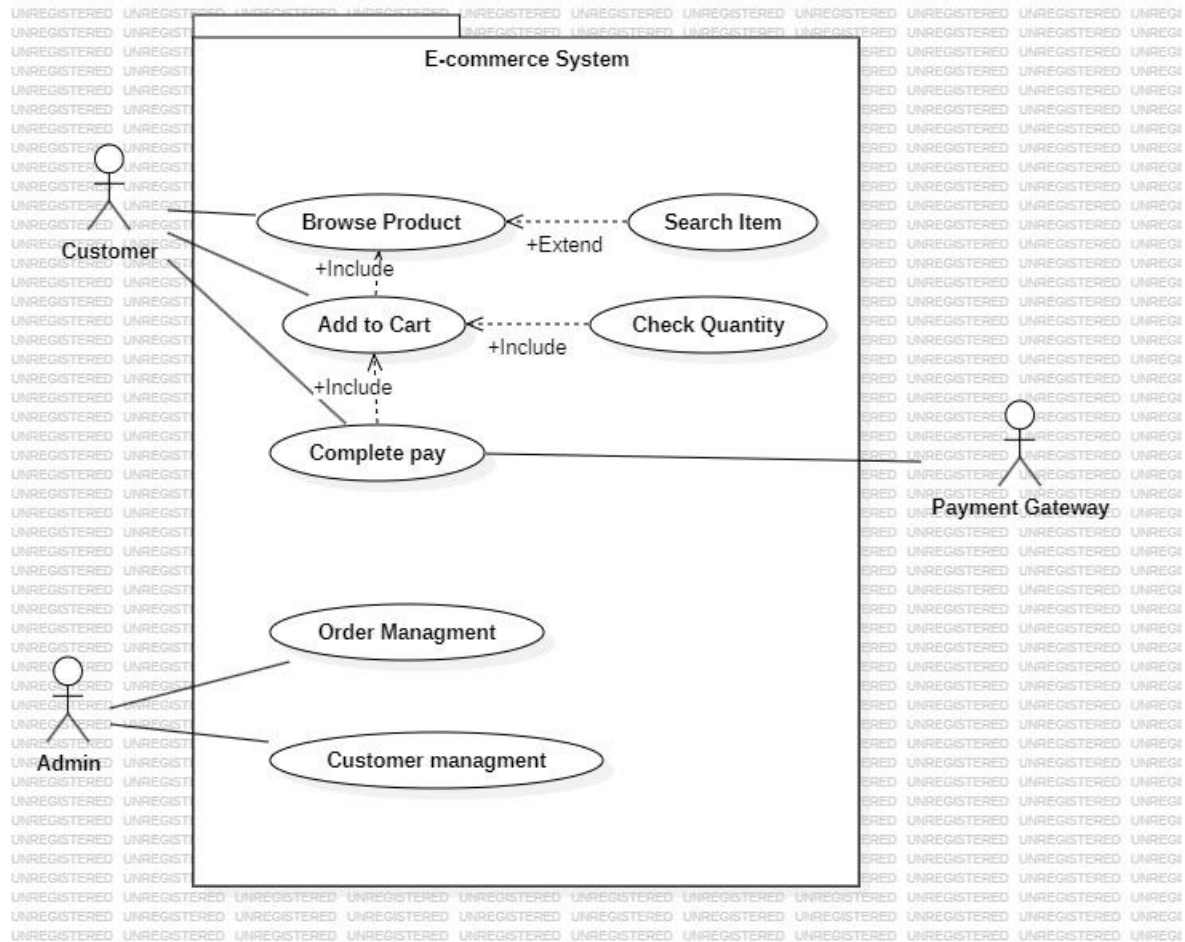 E-commerce System
Browse Product
Search Item
+Extend
Customer
+Include
Add to Cart
Check Quantity
+Include
+Include
Complete pay
Payment Gateway
Order Managment
Customer managment
Admin
UNREGISTERED